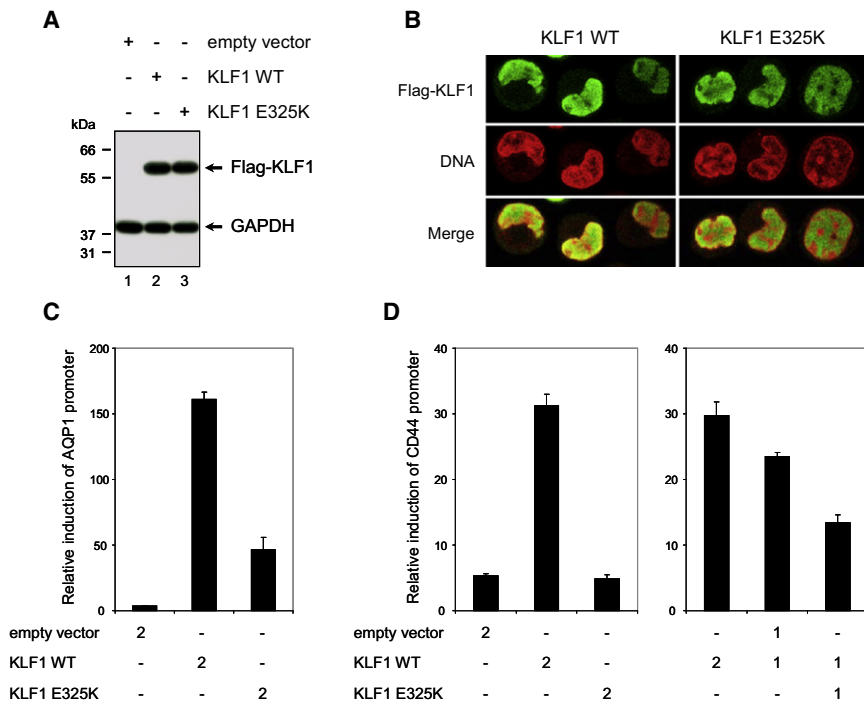 A
+ - - empty vector
- + - KLF1 WT
- - + KLF1 E325K
kDa
66
55
Flag-KLF1
37
GAPDH
31
1 2 3
B
KLF1 WT KLF1 E325K
Flag-KLF1
DNA
Merge
C
Relative induction of AQP1 promoter
200
150
100
50
0
empty vector 2 - -
KLF1 WT - 2 -
KLF1 E325K - - 2
D
Relative induction of CD44 promoter
40
30
20
10
0
40
30
20
10
0
empty vector 2 - - - 1 -
KLF1 WT - 2 - 2 1 1
KLF1 E325K - - 2 - - 1